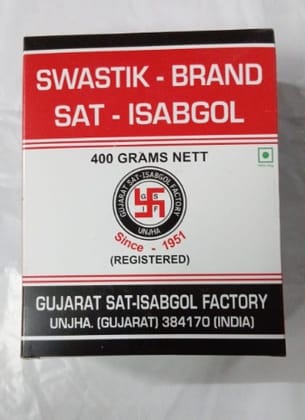 SWASTIK - BRAND
SAT - ISABGOL
400 GRAMS NETT
GUJARAT SAT-ISABGOL FACTORY
G S
I F
UNJHA
Since - 1951
(REGISTERED)
GUJARAT SAT-ISABGOL FACTORY
UNJHA. (GUJARAT) 384170 (INDIA)